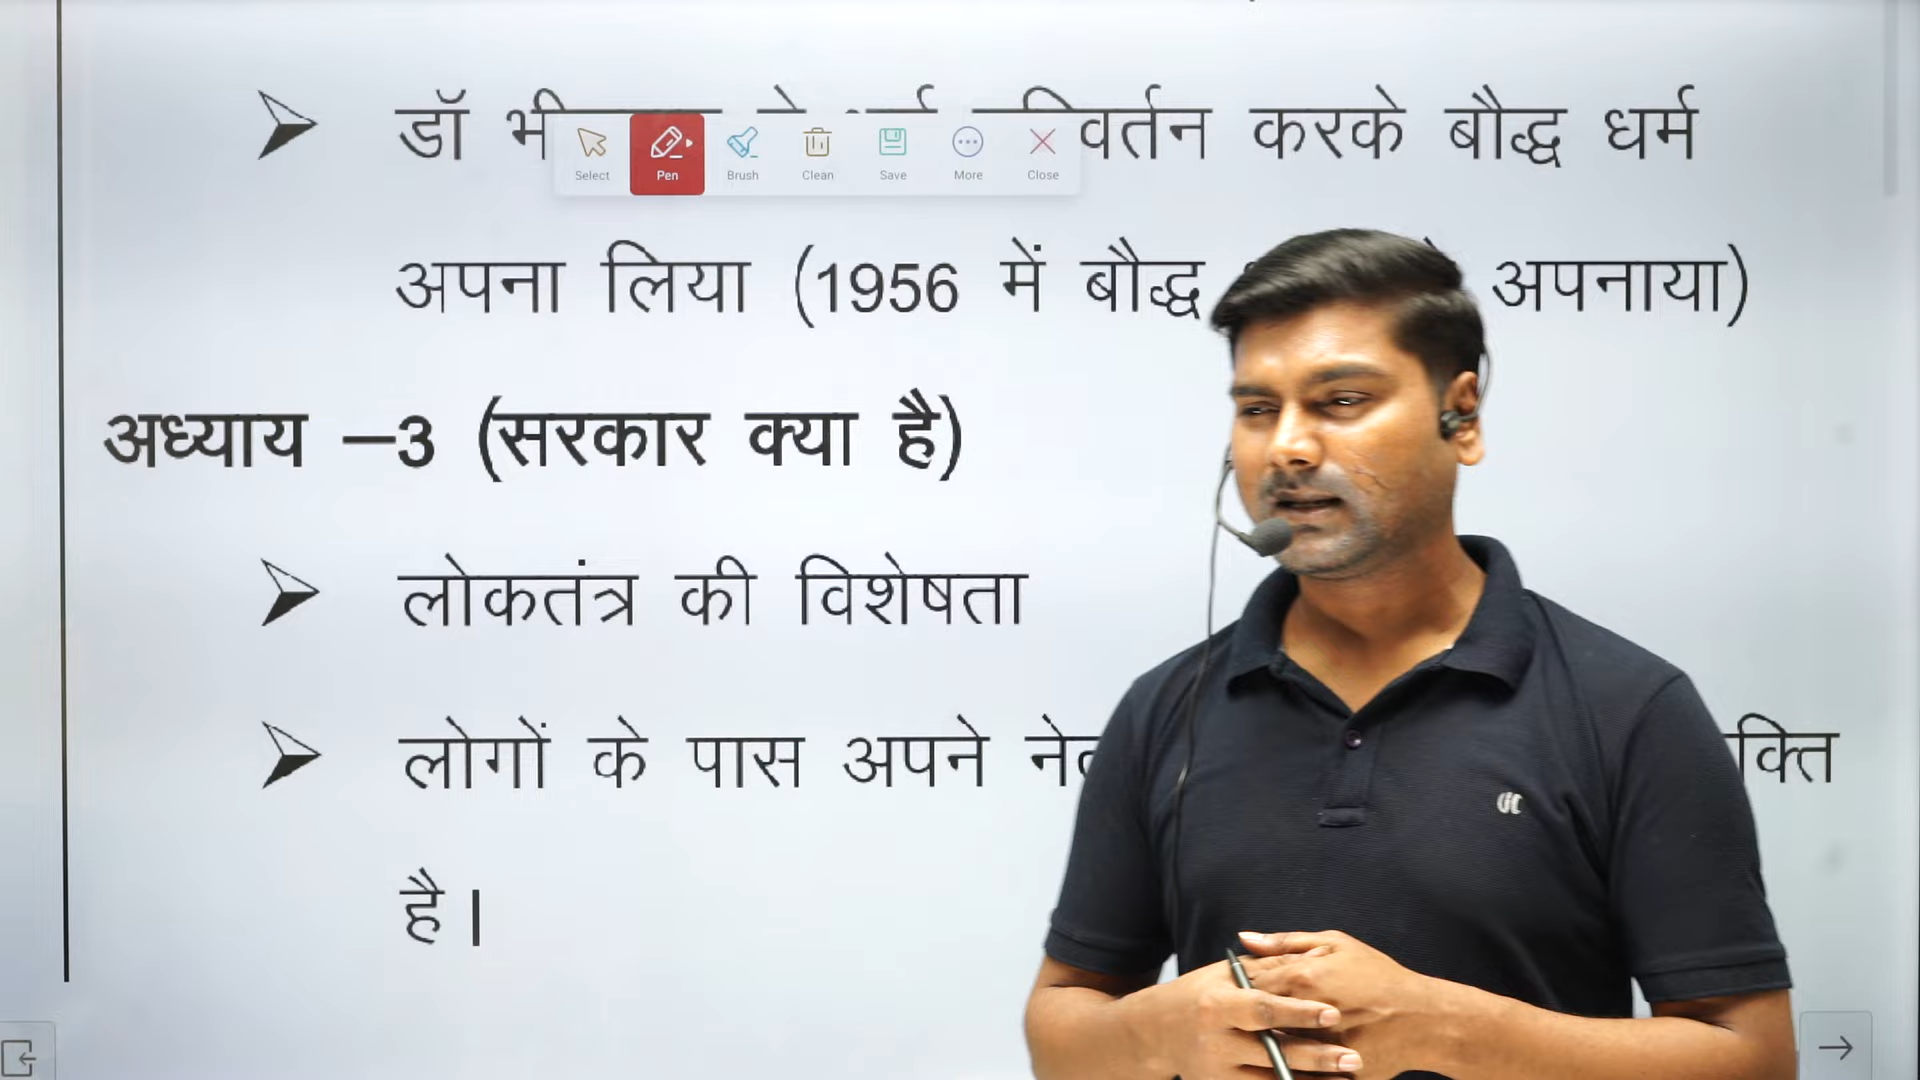 डॉ वर्तन करके बौद्ध धर्म
Select Pen Brush Clean Save More Close
अपना लिया (1956 में बौद्ध अपनाया)
अध्याय –3 (सरकार क्या है)
लोकतंत्र की विशेषता
लोगों के पास अपने
है।